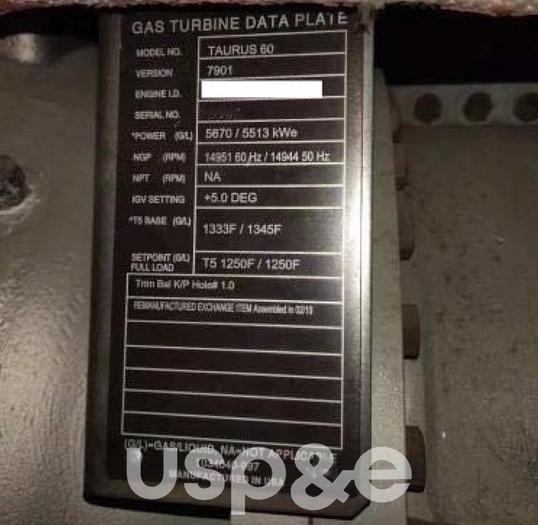 GAS TURBINE DATA PLATE
MODEL NO. TAURUS 60
VERSION 7901
ENGINE I.D.
SERIAL NO.
*POWER (G/L) 5670 / 5513 kWe
NGP (RPM) 14951 60 Hz / 14944 50 Hz
NPT (RPM) NA
IGV SETTING +5.0 DEG
*T5 BASE (G/L) 1333F / 1345F
SETPOINT (G/L)
FULL LOAD T5 1250F / 1250F
Trim Bal K/P Hole# 1.0
REMANUFACTURED EXCHANGE ITEM Assembled in 02/13
(G/L)=GAS/LIQUID, NA=NOT APPLICABLE
MANUFACTURED IN USA
usp&e